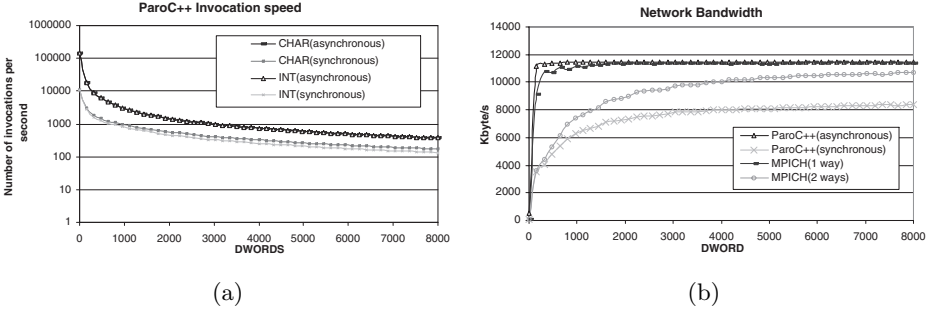 ParoC++ Invocation speed
Number of invocations per
second
1000000
100000
10000
1000
100
10
1
CHAR(asynchronous)
CHAR(synchronous)
INT(asynchronous)
INT(synchronous)
0 1000 2000 3000 4000 5000 6000 7000 8000
DWORDS
(a)
Network Bandwidth
Kbyte/s
14000
12000
10000
8000
6000
4000
2000
0
ParoC++(asynchronous)
ParoC++(synchronous)
MPICH(1 way)
MPICH(2 ways)
0 1000 2000 3000 4000 5000 6000 7000 8000
DWORD
(b)